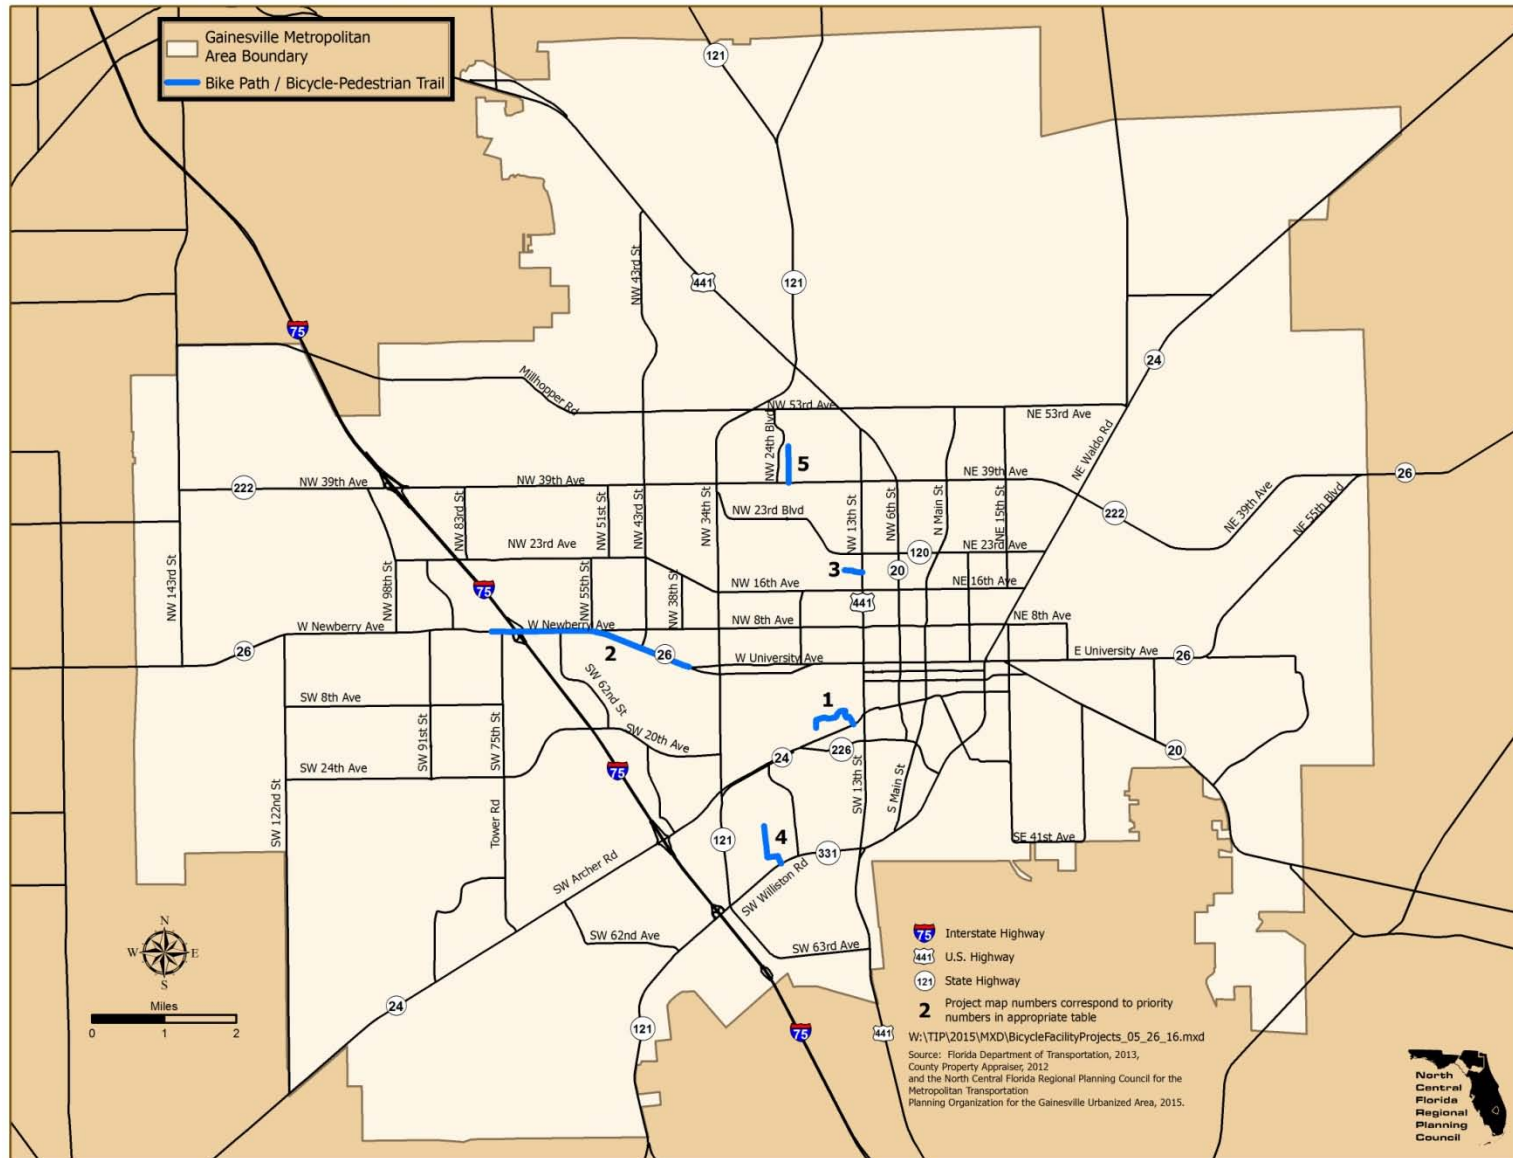 Gainesville Metropolitan
Area Boundary
Bike Path / Bicycle-Pedestrian Trail
121
441
121
NW 43rd St
75
24
Millhopper Rd
NW 53rd Ave
NE 53rd Ave
NW 24th Blvd
5
NE Waldo Rd
222
NW 39th Ave
NW 39th Ave
NE 39th Ave
26
NW 83rd St
NW 51st St
NW 43rd St
NW 34th St
NW 23rd Blvd
NW 13th St
NW 6th St
N Main St
NE 15th St
222
NE 39th Ave
NE 55th Blvd
NW 23rd Ave
120
NE 23rd Ave
NW 143rd St
NW 98th St
75
NW 55th St
NW 38th St
3
20
NW 16th Ave
NE 16th Ave
441
W Newberry Ave
W Newberry Ave
NW 8th Ave
NE 8th Ave
26
2
26
W University Ave
E University Ave
26
SW 62nd St
SW 8th Ave
1
SW 91st St
SW 75th St
SW 20th Ave
24
226
20
SW 24th Ave
75
SW 13th St
S Main St
SW 122nd St
Tower Rd
121
4
331
SE 41st Ave
SW Archer Rd
SW Williston Rd
SW 62nd Ave
SW 63rd Ave
24
121
75
441
N
W
E
S
Miles
0
1
2
75
Interstate Highway
441
U.S. Highway
121
State Highway
2
Project map numbers correspond to priority
numbers in appropriate table
W:\TIP\2015\MXD\BicycleFacilityProjects_05_26_16.mxd
Source: Florida Department of Transportation, 2013,
County Property Appraiser, 2012
and the North Central Florida Regional Planning Council for the
Metropolitan Transportation
Planning Organization for the Gainesville Urbanized Area, 2015.
North
Central
Florida
Regional
Planning
Council